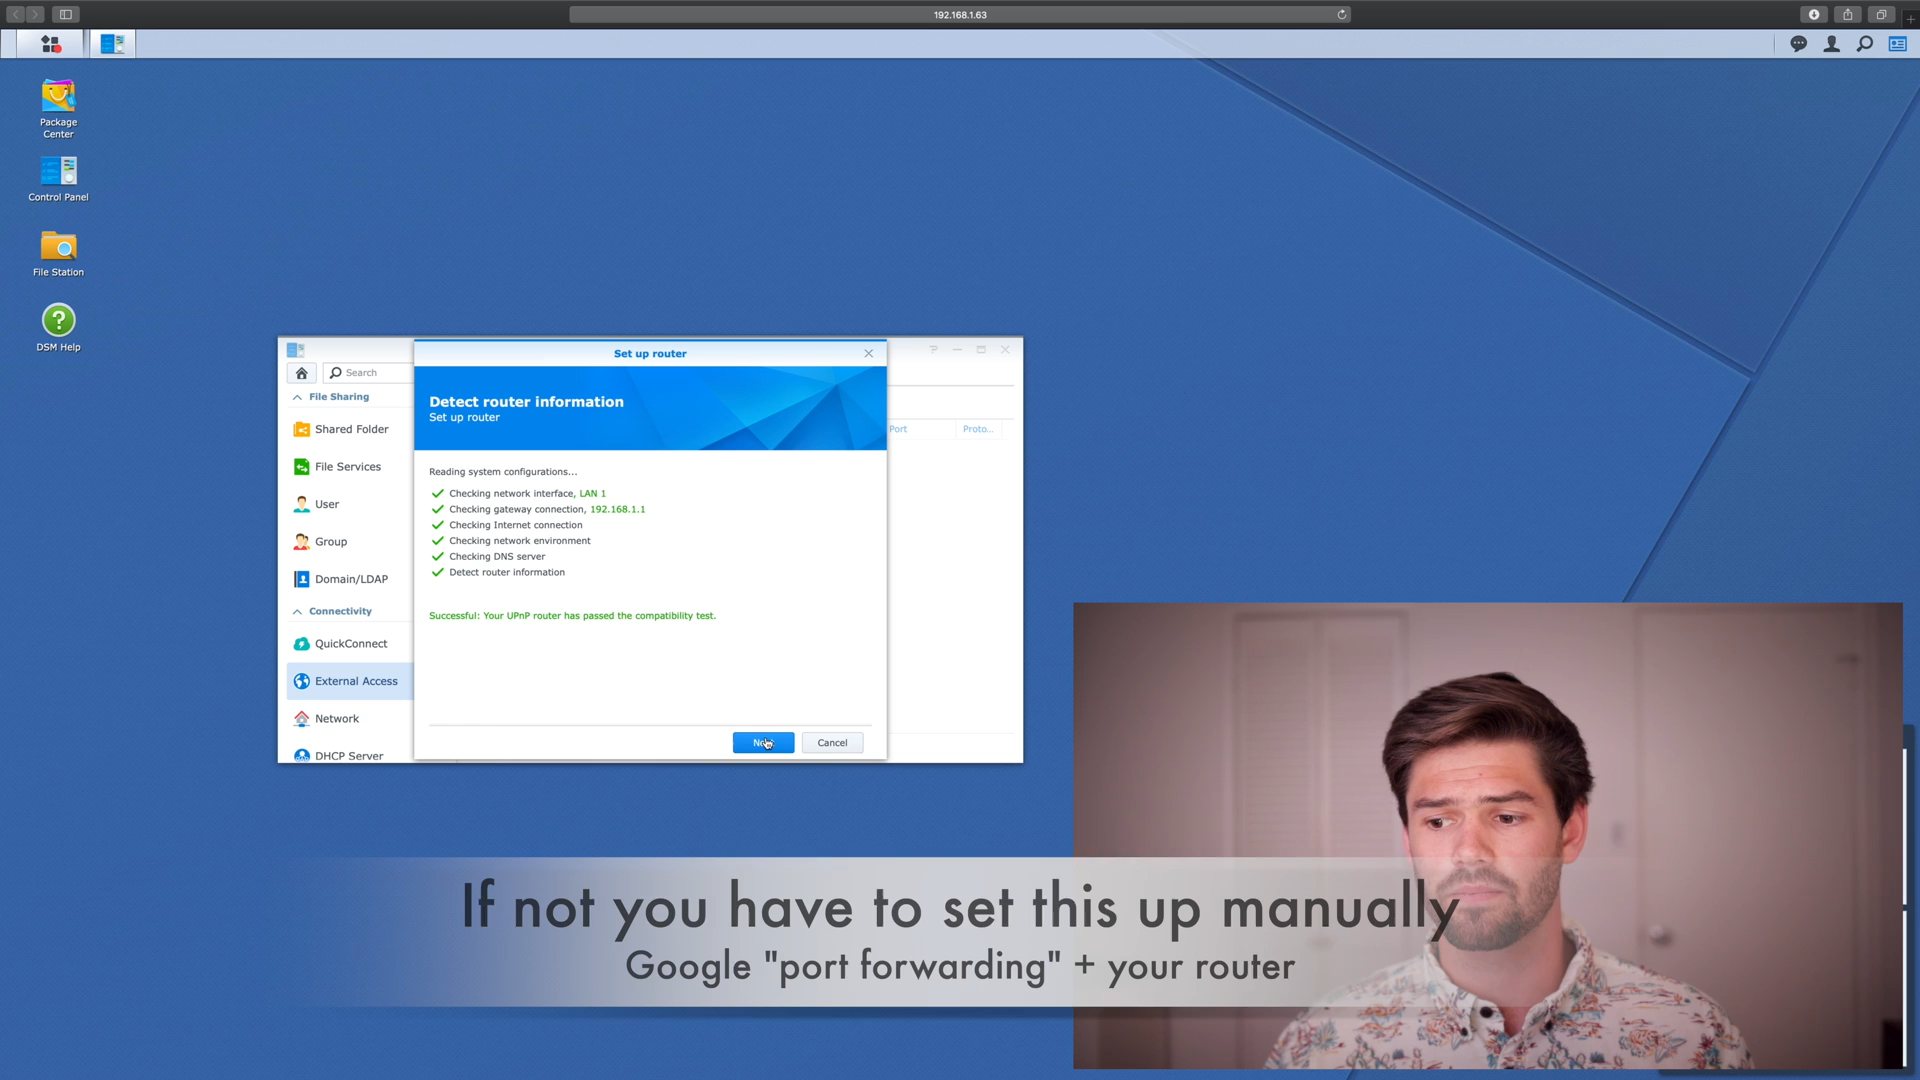 192.168.1.63
Package
Center
Control Panel
File Station
DSM Help
Set up router
Search
Detect router information
Set up router
File Sharing
Shared Folder
Port
Proto...
File Services
Reading system configurations...
Checking network interface, LAN 1
User
Checking gateway connection, 192.168.1.1
Checking Internet connection
Group
Checking network environment
Checking DNS server
Domain/LDAP
Detect router information
Connectivity
Successful: Your UPnP router has passed the compatibility test.
QuickConnect
External Access
Network
Cancel
DHCP Server
If not you have to set this up manually
Google "port forwarding" + your router